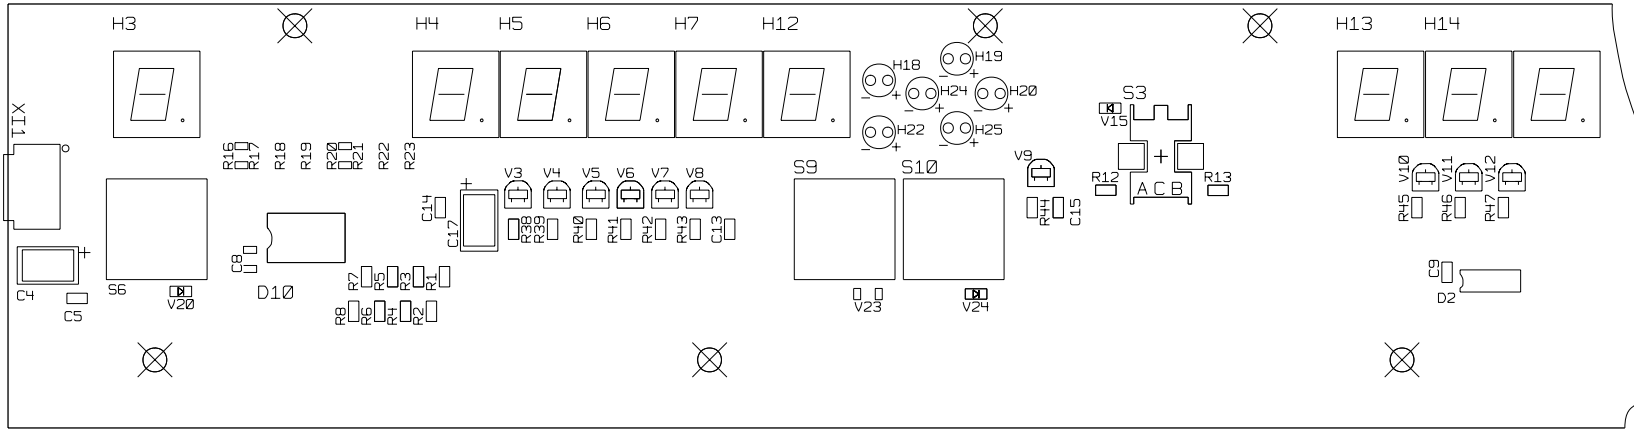 H3
H4
H5
H6
H7
H12
H13
H14
H18
H19
H24
H20
H22
H25
S3
V15
XT1
R16
R17
R18
R19
R20
R21
R22
R23
V3
V4
V5
V6
V7
V8
S9
S10
V9
R12
A C B
R13
V10
V11
V12
C14
C17
R38
R39
R40
R41
R42
R43
C13
R44
C15
R45
R46
R47
C8
C9
R7
R5
R3
R1
C4
C5
S6
V20
D10
R8
R6
R4
R2
V23
V24
D2